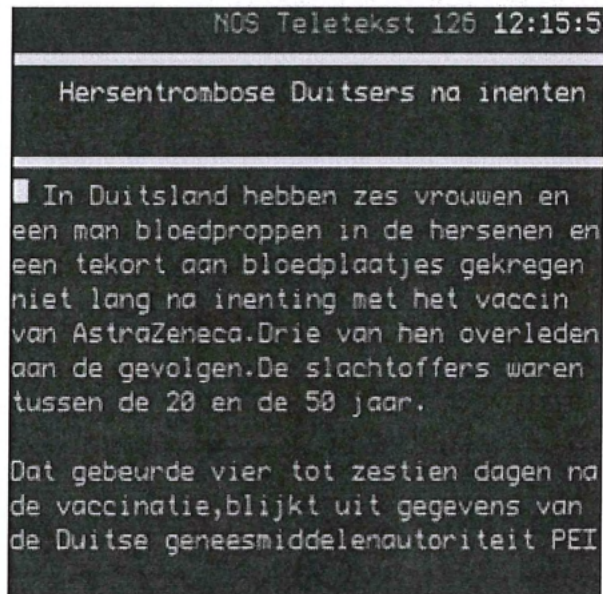 NOS Teletekst 126 12:15:5
Hersentrombose Duitsers na inenten
In Duitsland hebben zes vrouwen en
een man bloedproppen in de hersenen en
een tekort aan bloedplaatjes gekregen
niet lang na inenting met het vaccin
van AstraZeneca.Drie van hen overleden
aan de gevolgen.De slachtoffers waren
tussen de 20 en de 50 jaar.
Dat gebeurde vier tot zestien dagen na
de vaccinatie,blijkt uit gegevens van
de Duitse geneesmiddelenautoriteit PEI